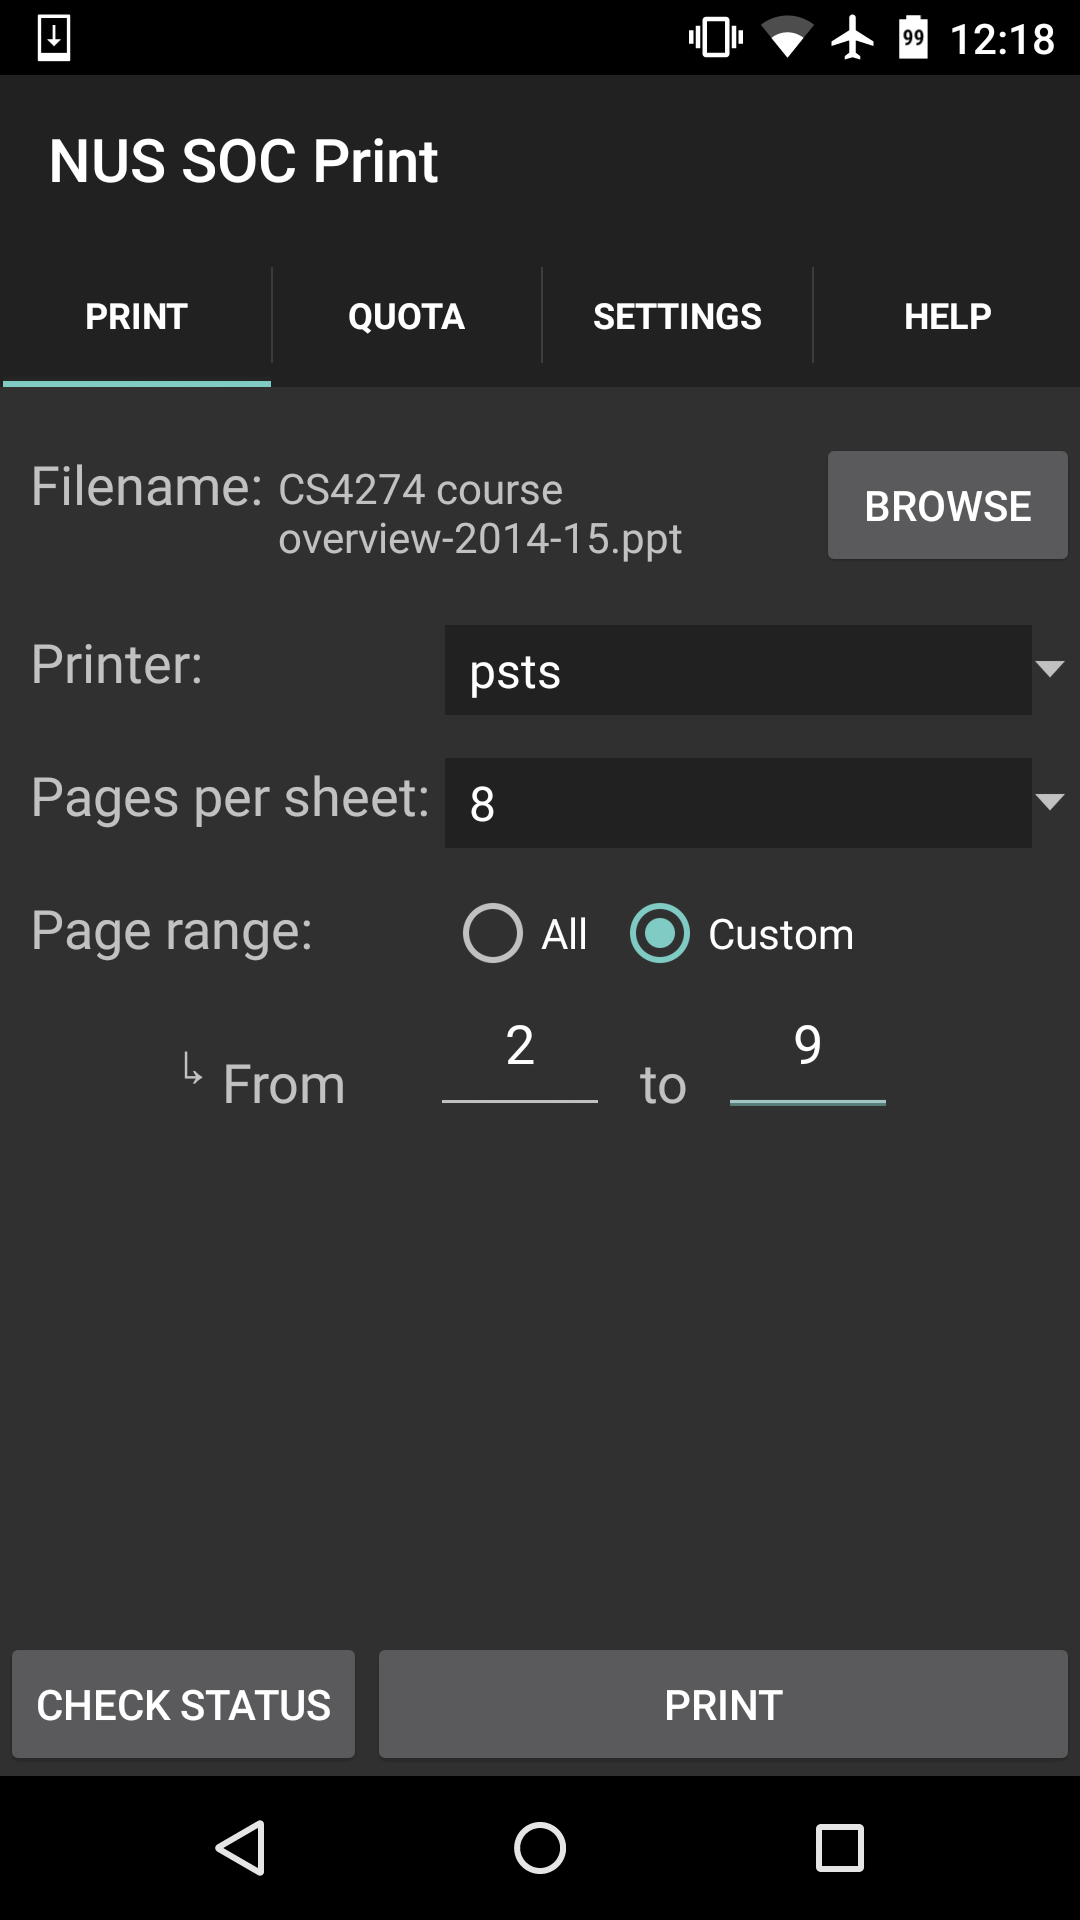 99 12:18
NUS SOC Print
PRINT QUOTA SETTINGS HELP
Filename: CS4274 course
overview-2014-15.ppt
BROWSE
Printer: psts
Pages per sheet: 8
Page range: All Custom
↳ From 2 to 9
CHECK STATUS PRINT